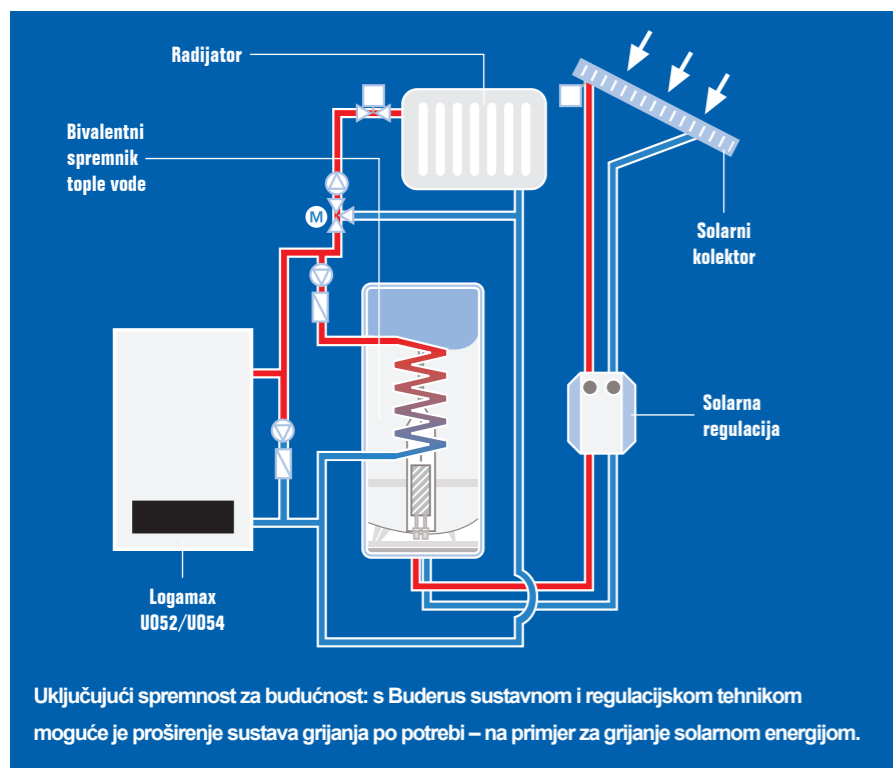 Radijator
Bivalentni
spremnik
tople vode
M
Solarni
kolektor
Solarna
regulacija
Logamax
U052/U054
Uključujući spremnost za budućnost: s Buderus sustavnom i regulacijskom tehnikom
moguće je proširenje sustava grijanja po potrebi – na primjer za grijanje solarnom energijom.